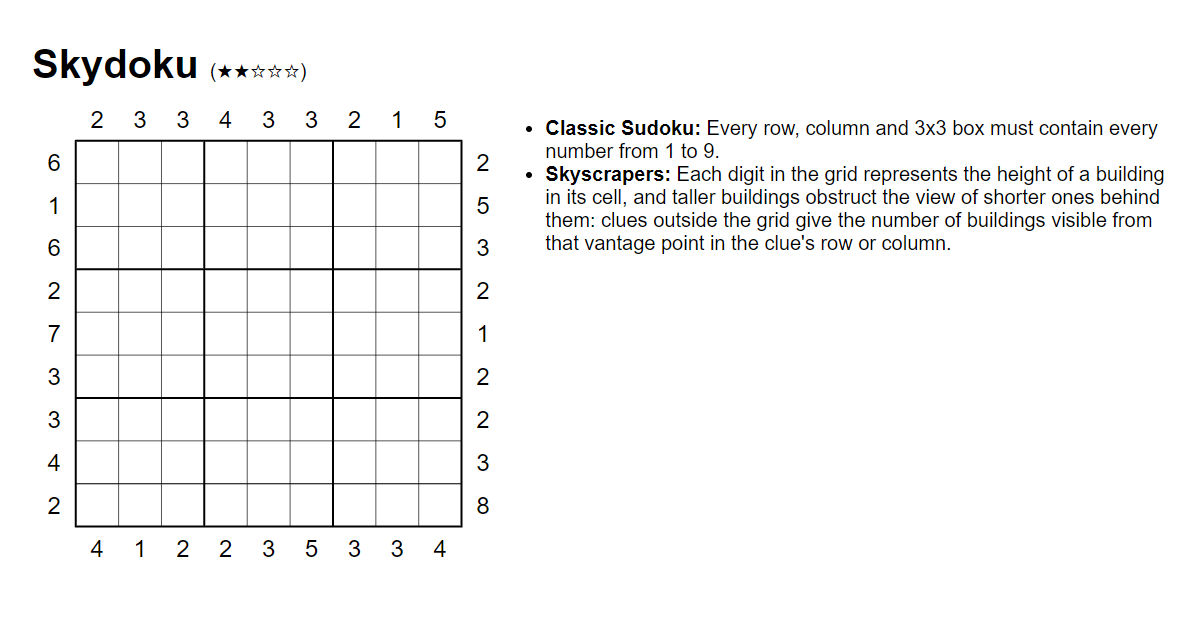 Skydoku (★★☆☆☆)
2 3 3 4 3 3 2 1 5
6 2
1 5
6 3
2 2
7 1
3 2
3 2
4 3
2 8
4 1 2 2 3 5 3 3 4
• Classic Sudoku: Every row, column and 3x3 box must contain every
number from 1 to 9.
• Skyscrapers: Each digit in the grid represents the height of a building
in its cell, and taller buildings obstruct the view of shorter ones behind
them: clues outside the grid give the number of buildings visible from
that vantage point in the clue's row or column.